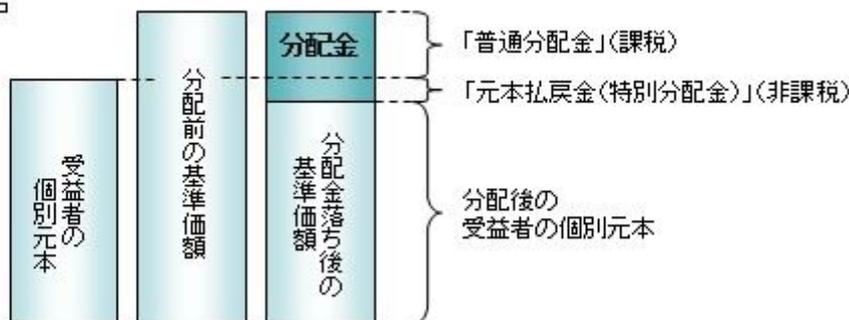 受益者の
個別元本
分配前の基準価額
分配金
分配金落ち後の
基準価額
「普通分配金」(課税)
「元本払戻金(特別分配金)」(非課税)
分配後の
受益者の個別元本